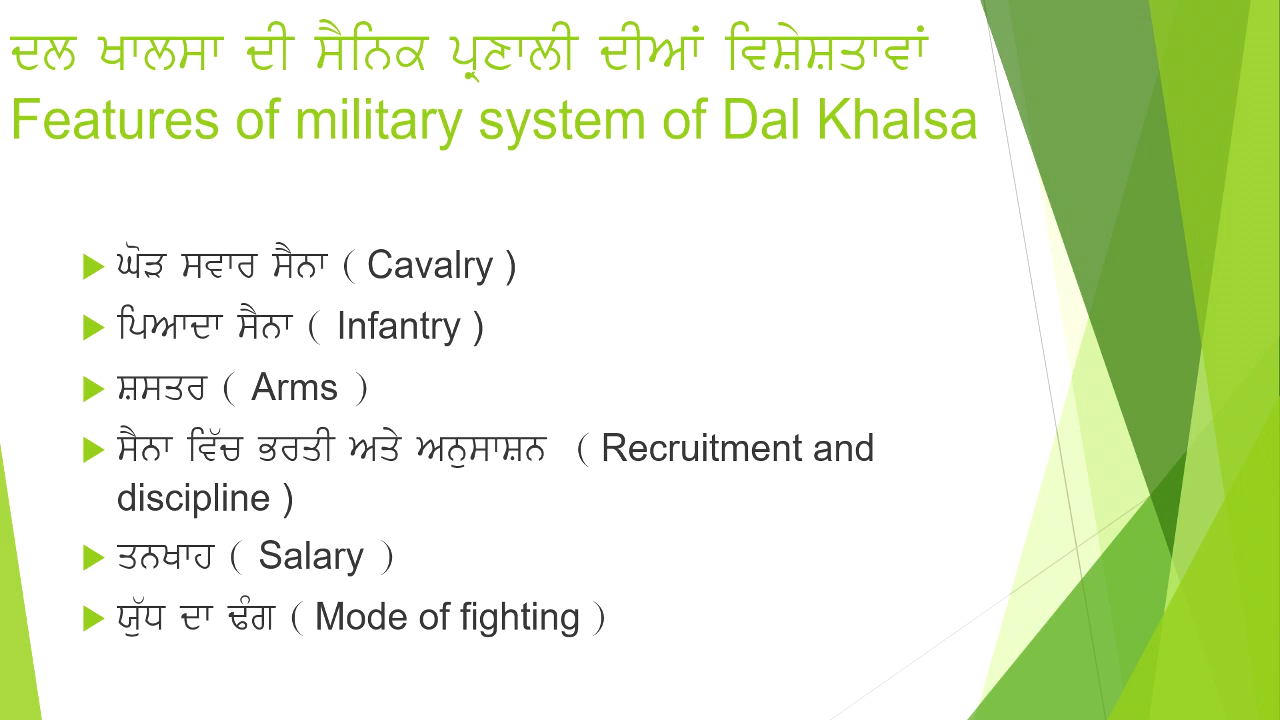 ਦਲ ਖਾਲਸਾ ਦੀ ਸੈਨਿਕ ਪ੍ਰਣਾਲੀ ਦੀਆਂ ਵਿਸ਼ੇਸ਼ਤਾਵਾਂ
Features of military system of Dal Khalsa
ਘੋੜ ਸਵਾਰ ਸੈਨਾ ( Cavalry )
ਪਿਆਦਾ ਸੈਨਾ ( Infantry )
ਸ਼ਸਤਰ ( Arms )
ਸੈਨਾ ਵਿੱਚ ਭਰਤੀ ਅਤੇ ਅਨੁਸਾਸ਼ਨ ( Recruitment and
discipline )
ਤਨਖਾਹ ( Salary )
ਯੁੱਧ ਦਾ ਢੰਗ ( Mode of fighting )